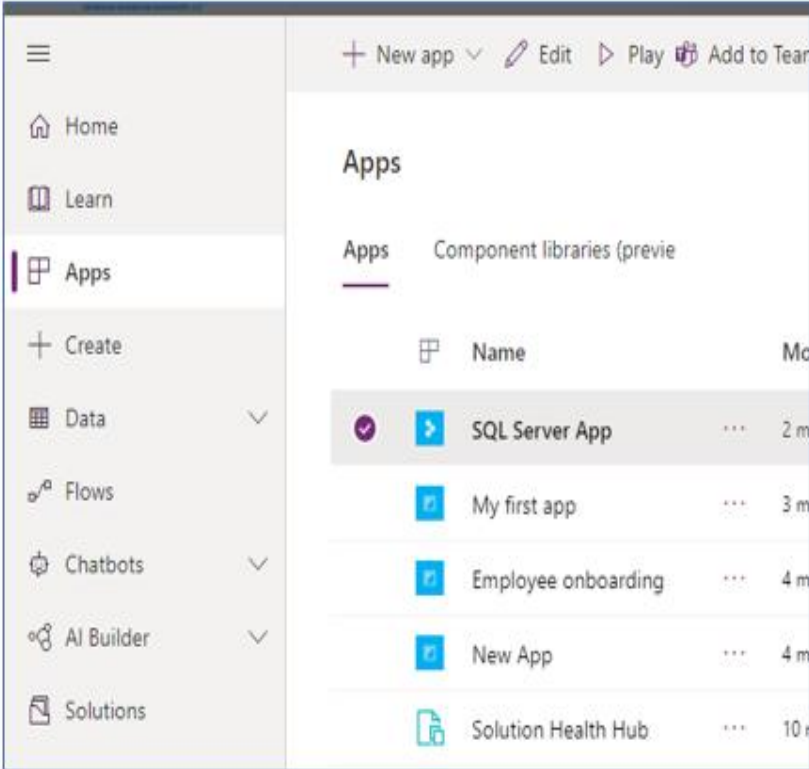 New app Edit Play Add to Tear
Home
Learn
Apps
Create
Data
Flows
Chatbots
AI Builder
Solutions
Apps
Apps Component libraries (previe
Name Mo
SQL Server App ... 2 m
My first app ... 3 m
Employee onboarding ... 4 m
New App ... 4 m
Solution Health Hub ... 10 r